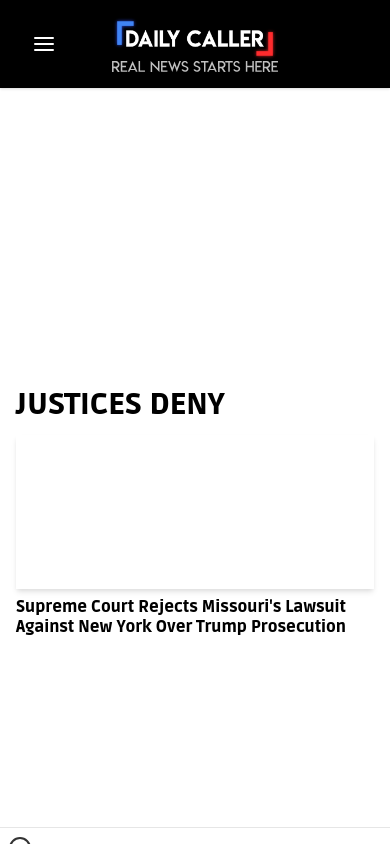 DAILY CALLER
REAL NEWS STARTS HERE
JUSTICES DENY
Supreme Court Rejects Missouri's Lawsuit
Against New York Over Trump Prosecution